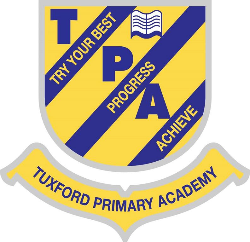 T
P
A
TRY YOUR BEST
PROGRESS
ACHIEVE
TUXFORD PRIMARY ACADEMY